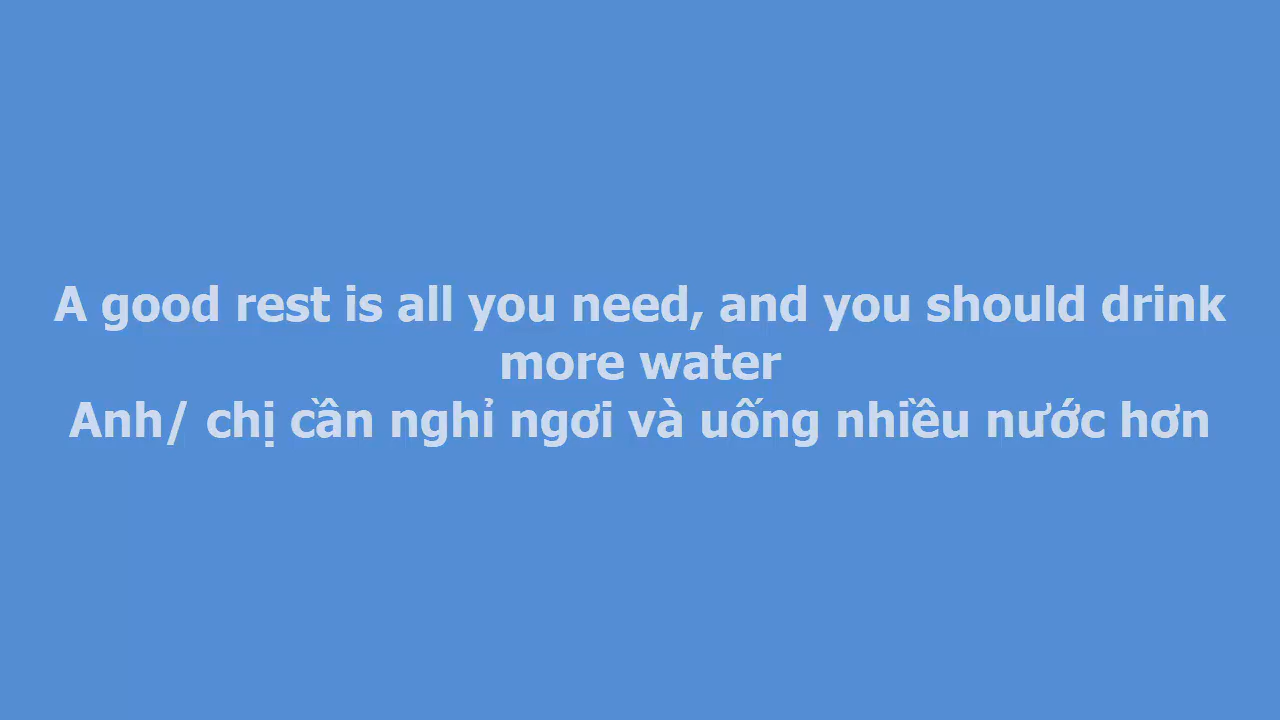 A good rest is all you need, and you should drink
more water
Anh/ chị cần nghỉ ngơi và uống nhiều nước hơn